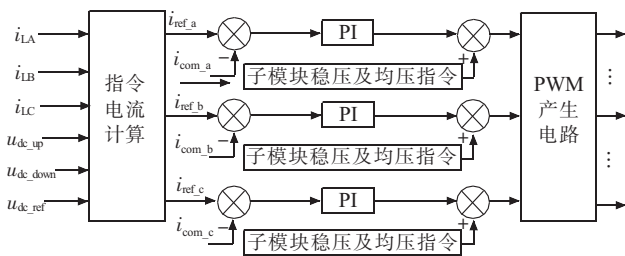 i_LA
i_LB
i_LC
u_dc_up
u_dc_down
u_dc_ref
指令
电流
计算
i_ref_a
i_com_a
−
PI
+
子模块稳压及均压指令
i_ref_b
i_com_b
−
PI
+
子模块稳压及均压指令
i_ref_c
i_com_c
−
PI
+
子模块稳压及均压指令
PWM
产生
电路
⋮
⋮